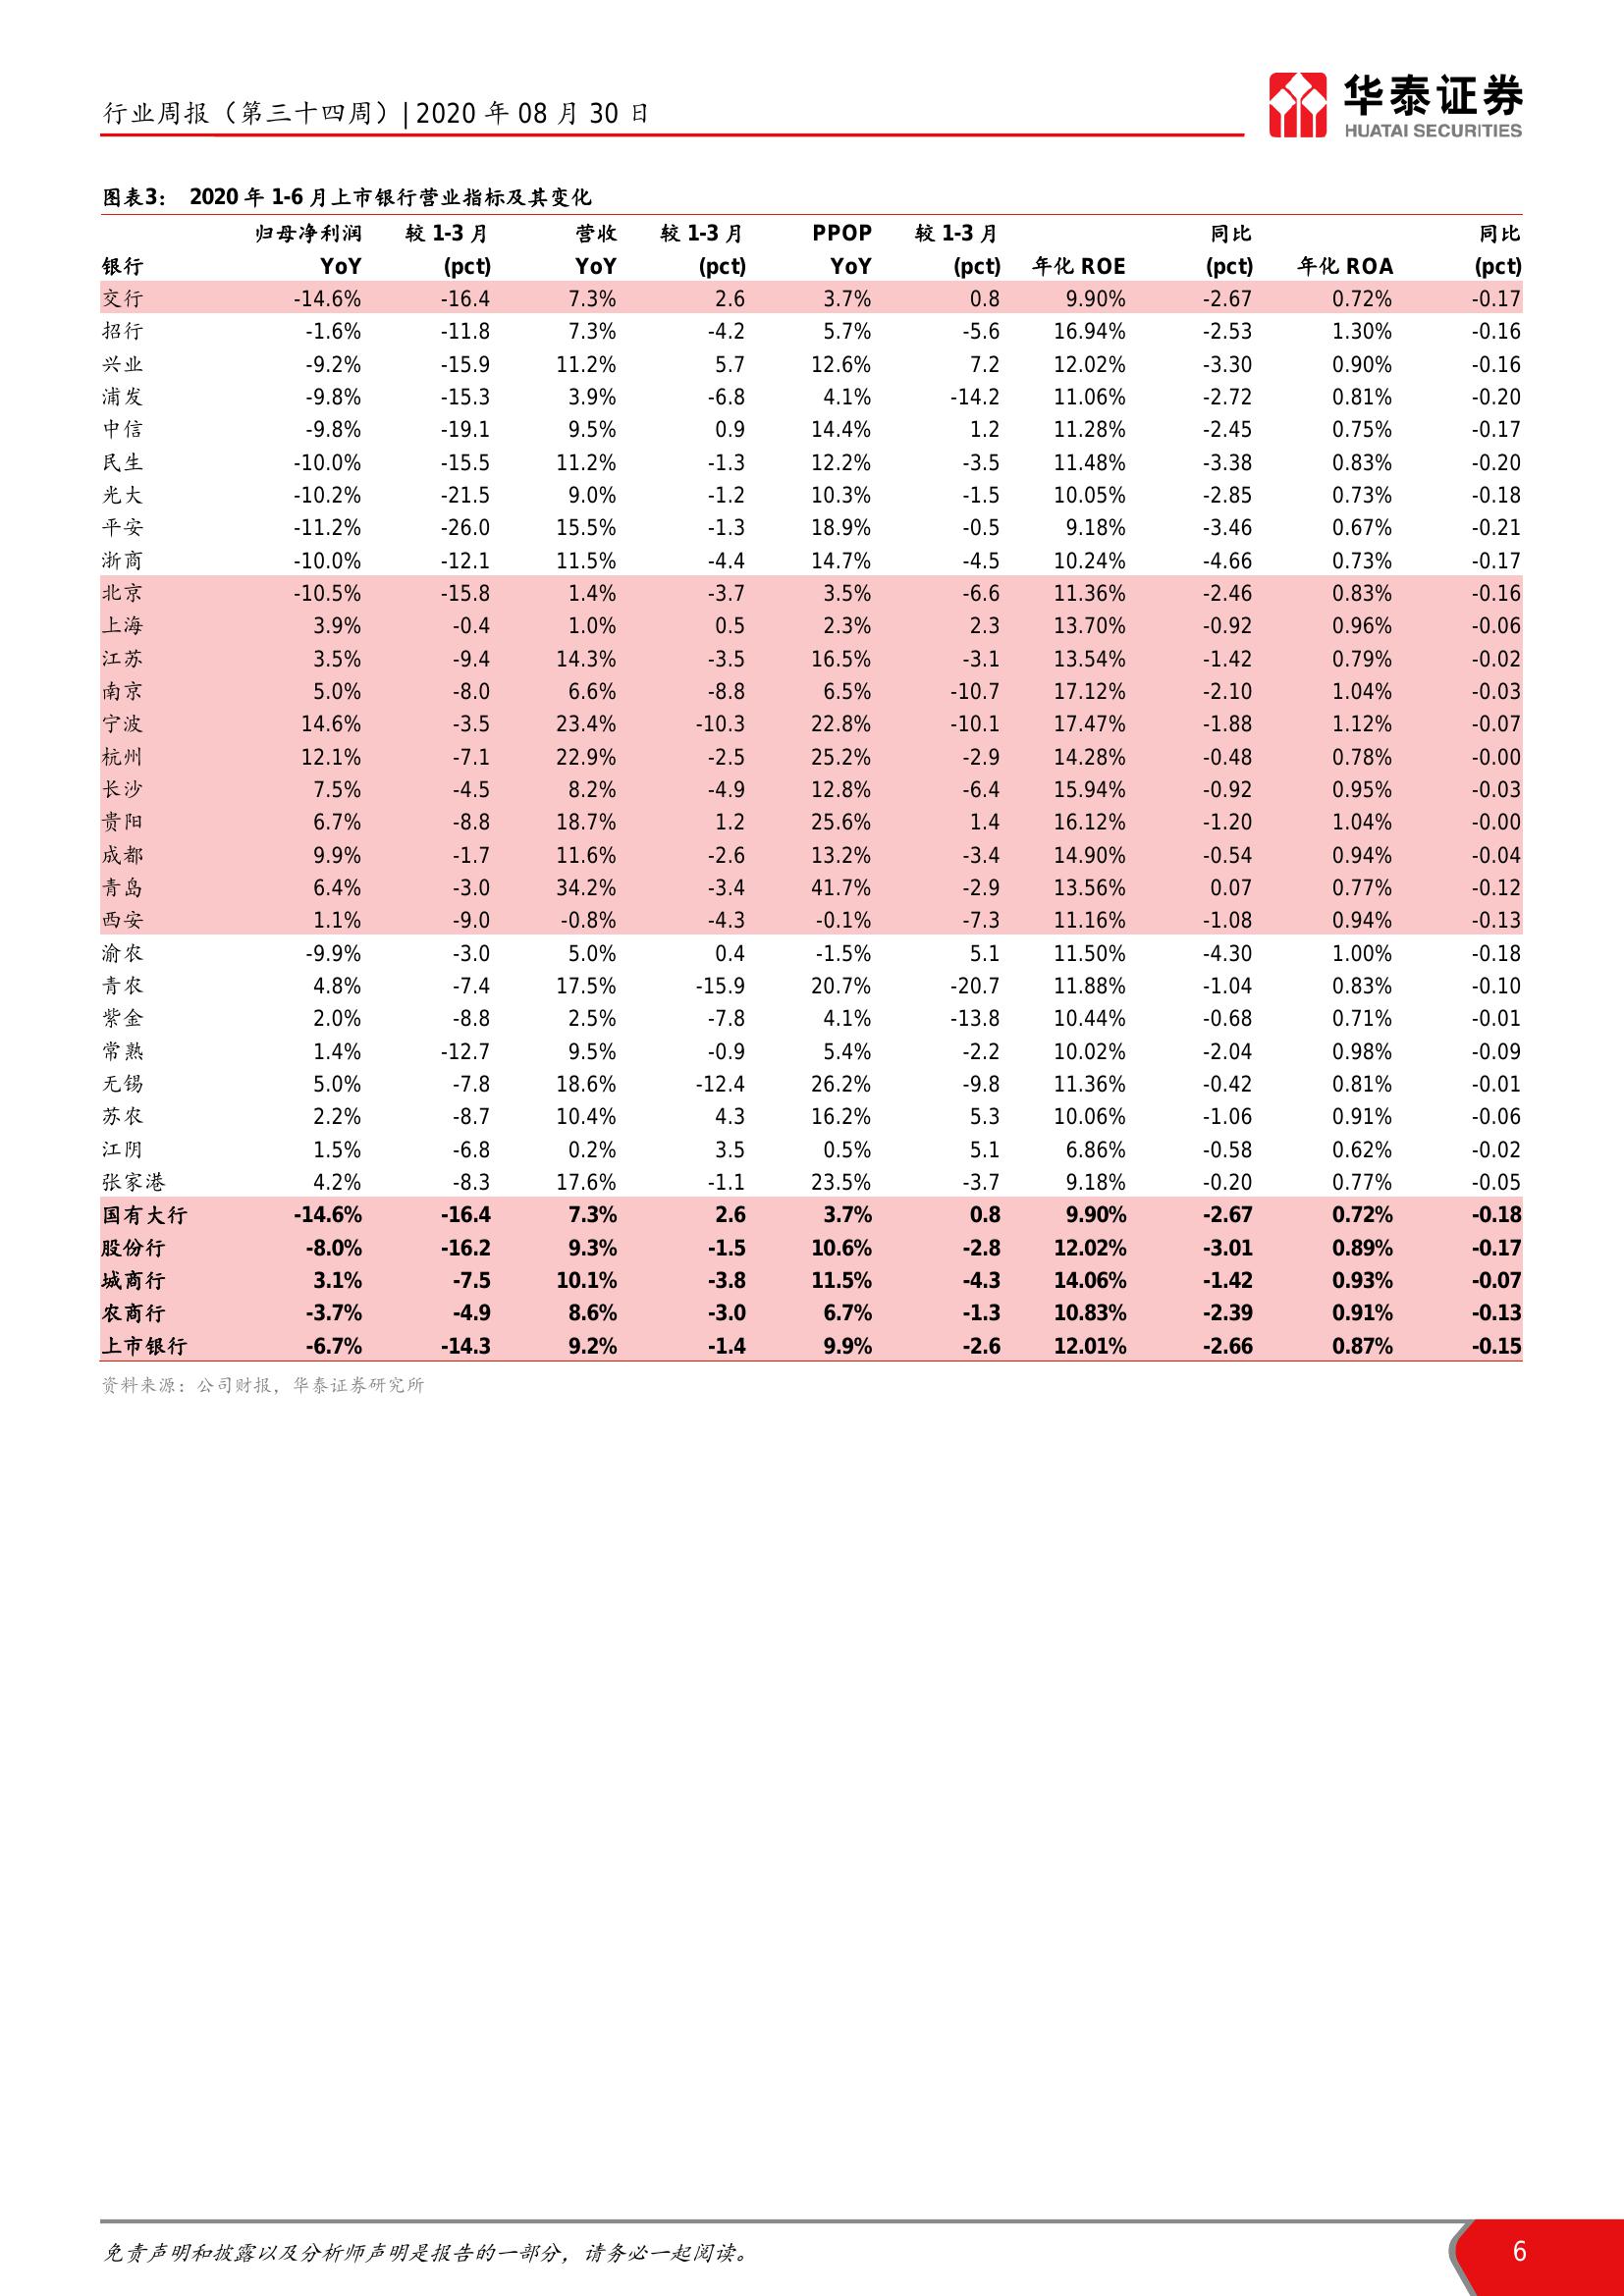 行业周报（第三十四周）| 2020 年 08 月 30 日
华泰证券
HUATAI SECURITIES
图表3： 2020 年 1-6 月上市银行营业指标及其变化
归母净利润 较 1-3 月 营收 较 1-3 月 PPOP 较 1-3 月 同比 同比
银行 YoY (pct) YoY (pct) YoY (pct) 年化 ROE (pct) 年化 ROA (pct)
交行 -14.6% -16.4 7.3% 2.6 3.7% 0.8 9.90% -2.67 0.72% -0.17
招行 -1.6% -11.8 7.3% -4.2 5.7% -5.6 16.94% -2.53 1.30% -0.16
兴业 -9.2% -15.9 11.2% 5.7 12.6% 7.2 12.02% -3.30 0.90% -0.16
浦发 -9.8% -15.3 3.9% -6.8 4.1% -14.2 11.06% -2.72 0.81% -0.20
中信 -9.8% -19.1 9.5% 0.9 14.4% 1.2 11.28% -2.45 0.75% -0.17
民生 -10.0% -15.5 11.2% -1.3 12.2% -3.5 11.48% -3.38 0.83% -0.20
光大 -10.2% -21.5 9.0% -1.2 10.3% -1.5 10.05% -2.85 0.73% -0.18
平安 -11.2% -26.0 15.5% -1.3 18.9% -0.5 9.18% -3.46 0.67% -0.21
浙商 -10.0% -12.1 11.5% -4.4 14.7% -4.5 10.24% -4.66 0.73% -0.17
北京 -10.5% -15.8 1.4% -3.7 3.5% -6.6 11.36% -2.46 0.83% -0.16
上海 3.9% -0.4 1.0% 0.5 2.3% 2.3 13.70% -0.92 0.96% -0.06
江苏 3.5% -9.4 14.3% -3.5 16.5% -3.1 13.54% -1.42 0.79% -0.02
南京 5.0% -8.0 6.6% -8.8 6.5% -10.7 17.12% -2.10 1.04% -0.03
宁波 14.6% -3.5 23.4% -10.3 22.8% -10.1 17.47% -1.88 1.12% -0.07
杭州 12.1% -7.1 22.9% -2.5 25.2% -2.9 14.28% -0.48 0.78% -0.00
长沙 7.5% -4.5 8.2% -4.9 12.8% -6.4 15.94% -0.92 0.95% -0.03
贵阳 6.7% -8.8 18.7% 1.2 25.6% 1.4 16.12% -1.20 1.04% -0.00
成都 9.9% -1.7 11.6% -2.6 13.2% -3.4 14.90% -0.54 0.94% -0.04
青岛 6.4% -3.0 34.2% -3.4 41.7% -2.9 13.56% 0.07 0.77% -0.12
西安 1.1% -9.0 -0.8% -4.3 -0.1% -7.3 11.16% -1.08 0.94% -0.13
渝农 -9.9% -3.0 5.0% 0.4 -1.5% 5.1 11.50% -4.30 1.00% -0.18
青农 4.8% -7.4 17.5% -15.9 20.7% -20.7 11.88% -1.04 0.83% -0.10
紫金 2.0% -8.8 2.5% -7.8 4.1% -13.8 10.44% -0.68 0.71% -0.01
常熟 1.4% -12.7 9.5% -0.9 5.4% -2.2 10.02% -2.04 0.98% -0.09
无锡 5.0% -7.8 18.6% -12.4 26.2% -9.8 11.36% -0.42 0.81% -0.01
苏农 2.2% -8.7 10.4% 4.3 16.2% 5.3 10.06% -1.06 0.91% -0.06
江阴 1.5% -6.8 0.2% 3.5 0.5% 5.1 6.86% -0.58 0.62% -0.02
张家港 4.2% -8.3 17.6% -1.1 23.5% -3.7 9.18% -0.20 0.77% -0.05
国有大行 -14.6% -16.4 7.3% 2.6 3.7% 0.8 9.90% -2.67 0.72% -0.18
股份行 -8.0% -16.2 9.3% -1.5 10.6% -2.8 12.02% -3.01 0.89% -0.17
城商行 3.1% -7.5 10.1% -3.8 11.5% -4.3 14.06% -1.42 0.93% -0.07
农商行 -3.7% -4.9 8.6% -3.0 6.7% -1.3 10.83% -2.39 0.91% -0.13
上市银行 -6.7% -14.3 9.2% -1.4 9.9% -2.6 12.01% -2.66 0.87% -0.15
资料来源：公司财报，华泰证券研究所
免责声明和披露以及分析师声明是报告的一部分，请务必一起阅读。
6